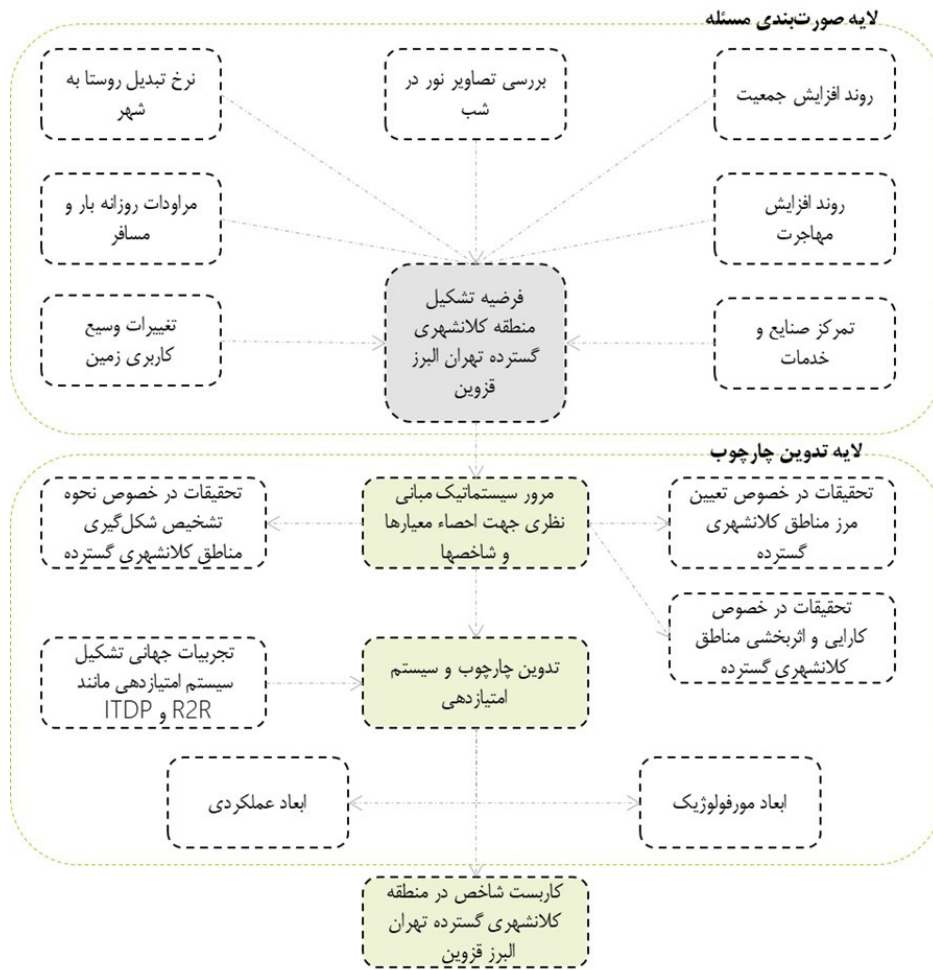 لایه صورت‌بندی مسئله
روند افزایش جمعیت
بررسی تصاویر نور در
شب
نرخ تبدیل روستا به
شهر
روند افزایش
مهاجرت
مراودات روزانه بار و
مسافر
فرضیه تشکیل
منطقه کلانشهری
گسترده تهران البرز
قزوین
تمرکز صنایع و
خدمات
تغییرات وسیع
کاربری زمین
لایه تدوین چارچوب
تحقیقات در خصوص تعیین
مرز مناطق کلانشهری
گسترده
مرور سیستماتیک مبانی
نظری جهت احصاء معیارها
و شاخصها
تحقیقات در خصوص نحوه
تشخیص شکل‌گیری
مناطق کلانشهری گسترده
تحقیقات در خصوص
کارایی و اثربخشی مناطق
کلانشهری گسترده
تدوین چارچوب و سیستم
امتیازدهی
تجربیات جهانی تشکیل
سیستم امتیازدهی مانند
R2R و ITDP
ابعاد مورفولوژیک
ابعاد عملکردی
کاربست شاخص در منطقه
کلانشهری گسترده تهران
البرز قزوین